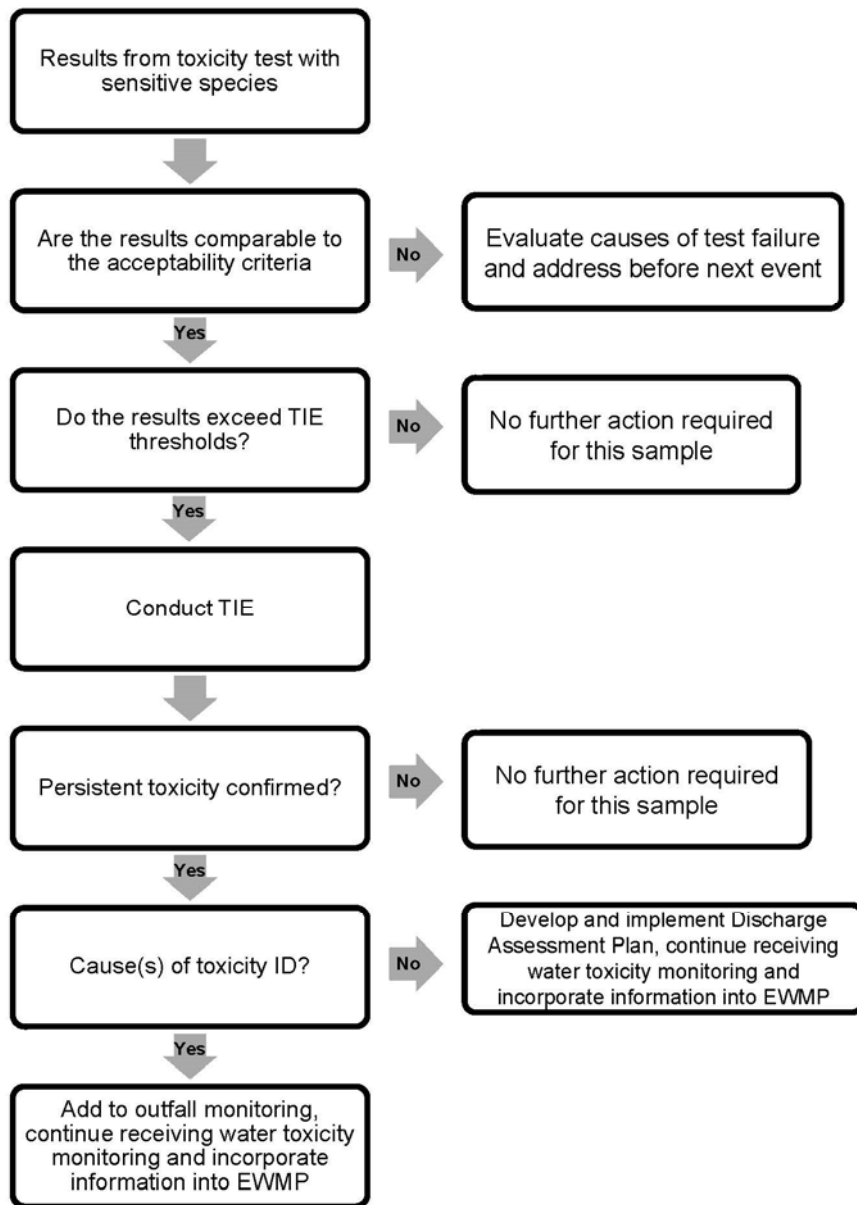 Results from toxicity test with
sensitive species
Are the results comparable to
the acceptability criteria
No
Evaluate causes of test failure
and address before next event
Yes
Do the results exceed TIE
thresholds?
No
No further action required
for this sample
Yes
Conduct TIE
Persistent toxicity confirmed?
No
No further action required
for this sample
Yes
Cause(s) of toxicity ID?
No
Develop and implement Discharge
Assessment Plan, continue receiving
water toxicity monitoring and
incorporate information into EWMP
Yes
Add to outfall monitoring,
continue receiving water toxicity
monitoring and incorporate
information into EWMP